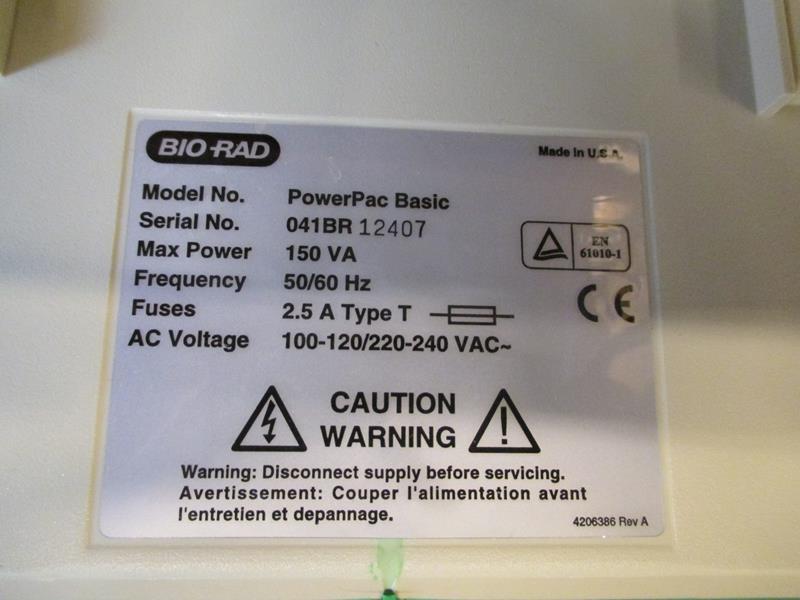 BIO-RAD
Made in U.S.A.
Model No. PowerPac Basic
Serial No. 041BR 12407
Max Power 150 VA
Frequency 50/60 Hz
Fuses 2.5 A Type T
AC Voltage 100-120/220-240 VAC~
EN
61010-1
CE
CAUTION
WARNING
Warning: Disconnect supply before servicing.
Avertissement: Couper l'alimentation avant
l'entretien et depannage.
4206386 Rev A